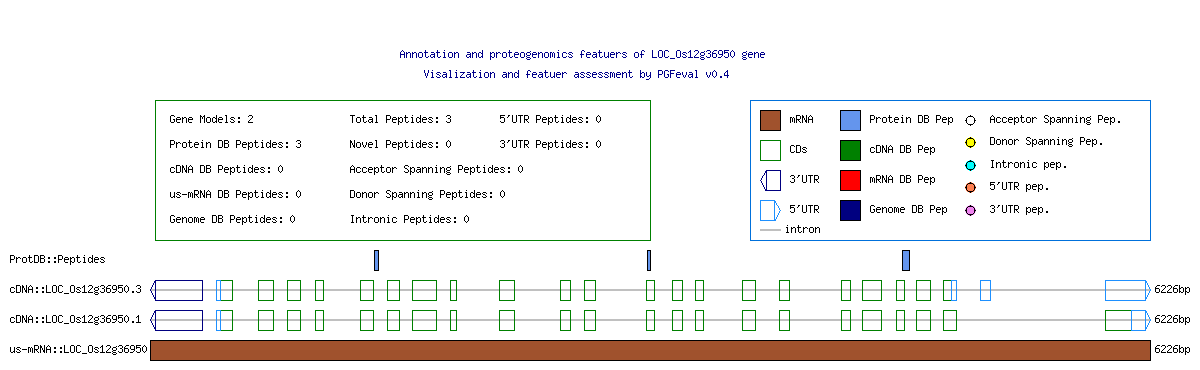 Annotation and proteogenomics featuers of LOC_Os12g36950 gene
Visalization and featuer assessment by PGFeval v0.4
Gene Models: 2 Total Peptides: 3 5'UTR Peptides: 0
Protein DB Peptides: 3 Novel Peptides: 0 3'UTR Peptides: 0
cDNA DB Peptides: 0 Acceptor Spanning Peptides: 0
us-mRNA DB Peptides: 0 Donor Spanning Peptides: 0
Genome DB Peptides: 0 Intronic Peptides: 0
mRNA Protein DB Pep Acceptor Spanning Pep.
CDs cDNA DB Pep Donor Spanning Pep.
3'UTR mRNA DB Pep Intronic pep.
5'UTR Genome DB Pep 5'UTR pep.
intron 3'UTR pep.
ProtDB::Peptides
cDNA::LOC_Os12g36950.3 6226bp
cDNA::LOC_Os12g36950.1 6226bp
us-mRNA::LOC_Os12g36950 6226bp